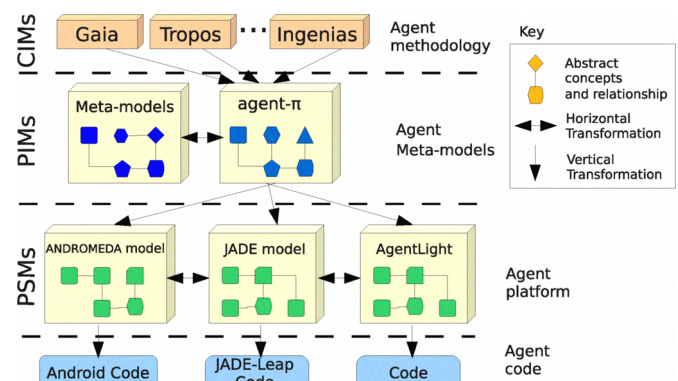 CIMs
Gaia
Tropos
...
Ingenias
Agent
methodology
Key
Abstract
concepts
and relationship
Horizontal
Transformation
Vertical
Transformation
PIMs
Meta-models
agent-π
Agent
Meta-models
PSMs
ANDROMEDA model
JADE model
AgentLight
Agent
platform
Android Code
JADE-Leap
Code
Code
Agent
code